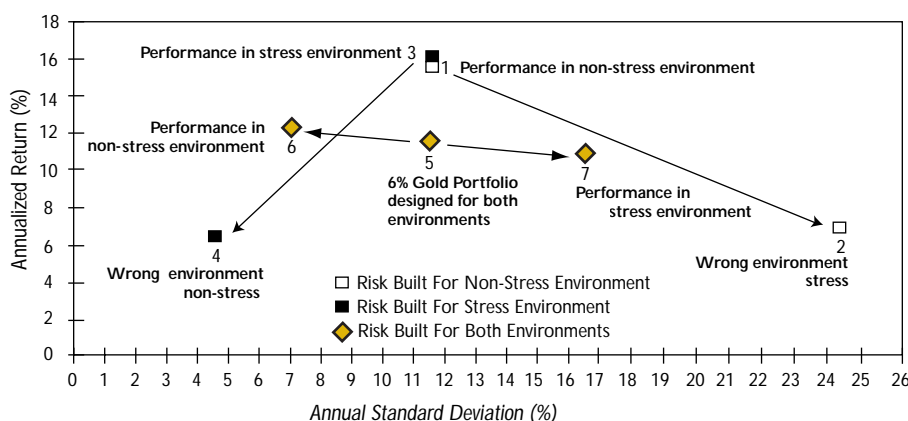 Annualized Return (%)
18
16
14
12
10
8
6
4
2
0
Performance in stress environment 3
1 Performance in non-stress environment
Performance in
non-stress environment
6
5
6% Gold Portfolio
designed for both
environments
7
Performance in
stress environment
4
Wrong environment
non-stress
2
Wrong environment
stress
Risk Built For Non-Stress Environment
Risk Built For Stress Environment
Risk Built For Both Environments
0 1 2 3 4 5 6 7 8 9 10 11 12 13 14 15 16 17 18 19 20 21 22 23 24 25 26
Annual Standard Deviation (%)